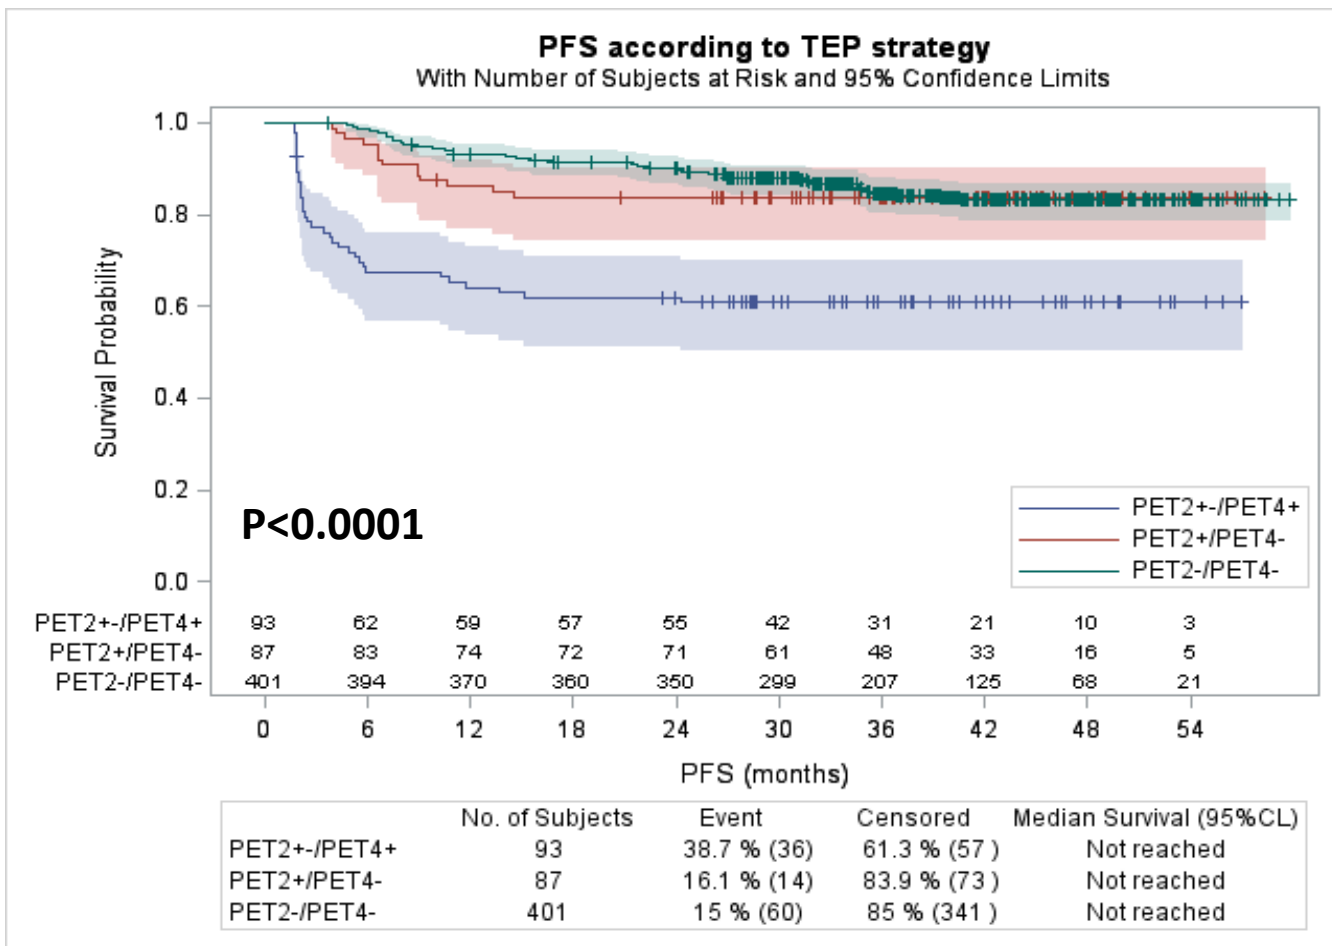 PFS according to TEP strategy
With Number of Subjects at Risk and 95% Confidence Limits
Survival Probability
1.0
0.8
0.6
0.4
0.2
0.0
P<0.0001
PET2+-/PET4+
PET2+/PET4-
PET2-/PET4-
PET2+-/PET4+ 93 62 59 57 55 42 31 21 10 3
PET2+/PET4- 87 83 74 72 71 61 48 33 16 5
PET2-/PET4- 401 394 370 360 350 299 207 125 68 21
0 6 12 18 24 30 36 42 48 54
PFS (months)
No. of Subjects Event Censored Median Survival (95%CL)
PET2+-/PET4+ 93 38.7 % (36) 61.3 % (57 ) Not reached
PET2+/PET4- 87 16.1 % (14) 83.9 % (73 ) Not reached
PET2-/PET4- 401 15 % (60) 85 % (341 ) Not reached